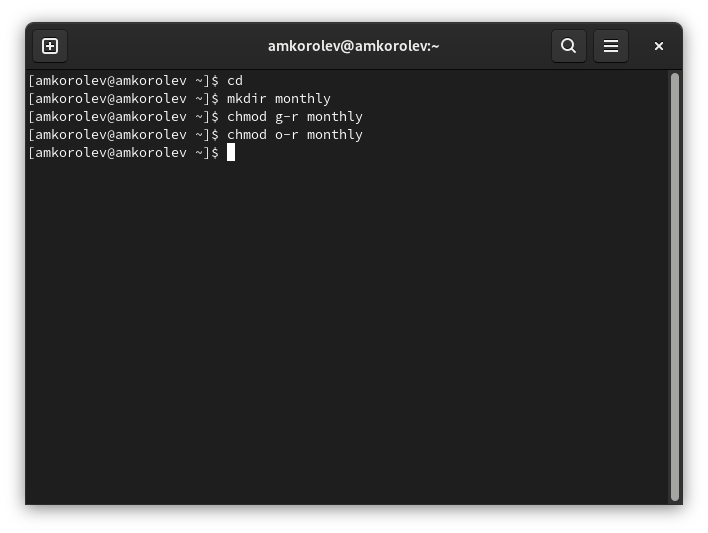 amkorolev@amkorolev:~
[amkorolev@amkorolev ~]$ cd
[amkorolev@amkorolev ~]$ mkdir monthly
[amkorolev@amkorolev ~]$ chmod g-r monthly
[amkorolev@amkorolev ~]$ chmod o-r monthly
[amkorolev@amkorolev ~]$